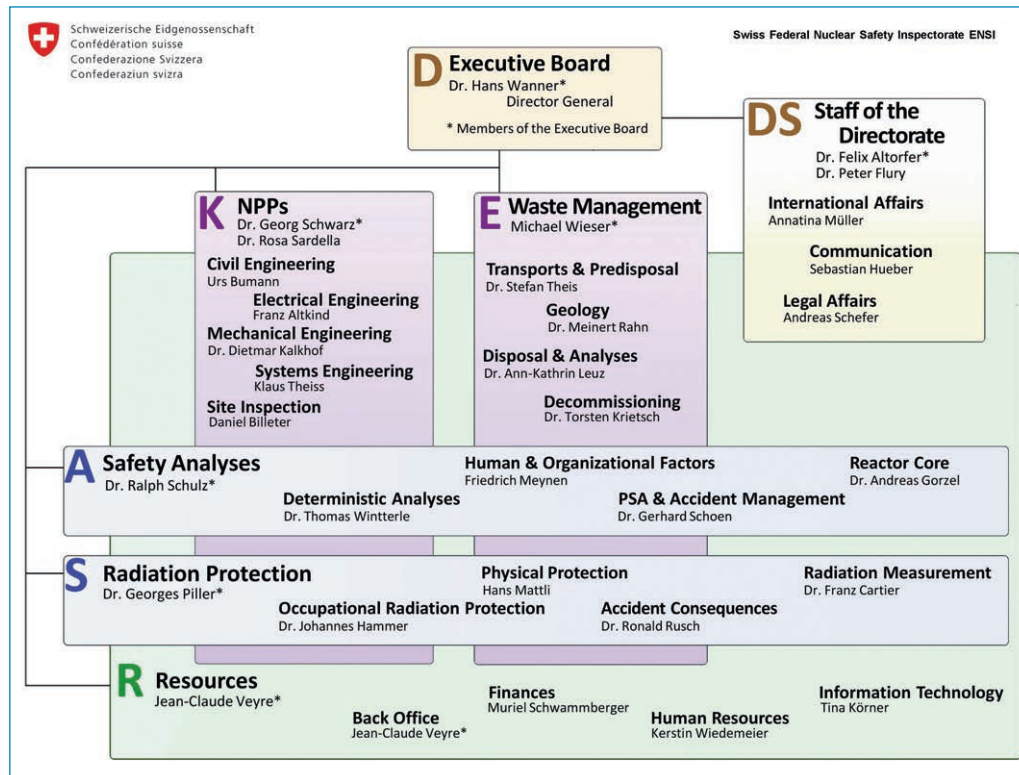 Schweizerische Eidgenossenschaft
Confédération suisse
Confederazione Svizzera
Confederaziun svizra
Swiss Federal Nuclear Safety Inspectorate ENSI
D Executive Board
Dr. Hans Wanner*
Director General
* Members of the Executive Board
DS Staff of the
Directorate
Dr. Felix Altorfer*
Dr. Peter Flury
International Affairs
Annatina Müller
Communication
Sebastian Hueber
Legal Affairs
Andreas Schefer
K NPPs
Dr. Georg Schwarz*
Dr. Rosa Sardella
Civil Engineering
Urs Bumann
Electrical Engineering
Franz Altkind
Mechanical Engineering
Dr. Dietmar Kalkhof
Systems Engineering
Klaus Theiss
Site Inspection
Daniel Billeter
E Waste Management
Michael Wieser*
Transports & Predisposal
Dr. Stefan Theis
Geology
Dr. Meinert Rahn
Disposal & Analyses
Dr. Ann-Kathrin Leuz
Decommissioning
Dr. Torsten Krietsch
A Safety Analyses
Dr. Ralph Schulz*
Human & Organizational Factors
Friedrich Meynen
Reactor Core
Dr. Andreas Gorzel
Deterministic Analyses
Dr. Thomas Wintterle
PSA & Accident Management
Dr. Gerhard Schoen
S Radiation Protection
Dr. Georges Piller*
Physical Protection
Hans Mattli
Radiation Measurement
Dr. Franz Cartier
Occupational Radiation Protection
Dr. Johannes Hammer
Accident Consequences
Dr. Ronald Rusch
R Resources
Jean-Claude Veyre*
Finances
Muriel Schwammberger
Information Technology
Tina Körner
Back Office
Jean-Claude Veyre*
Human Resources
Kerstin Wiedemeier